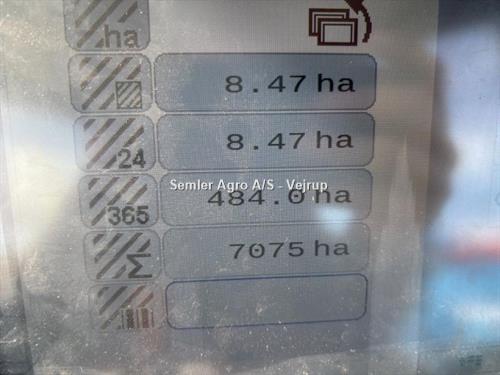 ha
8.47 ha
24 8.47 ha
Semler Agro A/S - Vejrup
365 484.0 ha
Σ 7075 ha